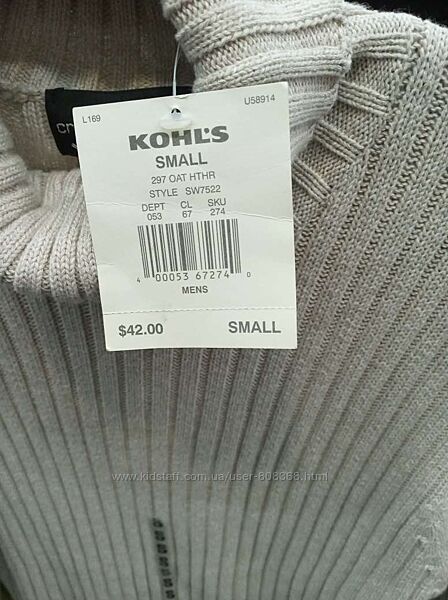 L169
U58914
KOHL'S
SMALL
297 OAT HTHR
STYLE SW7522
DEPT CL SKU
053 67 274
4 00053 67274 0
MENS
$42.00 SMALL
www.kidstaff.com.ua/user-808368.html